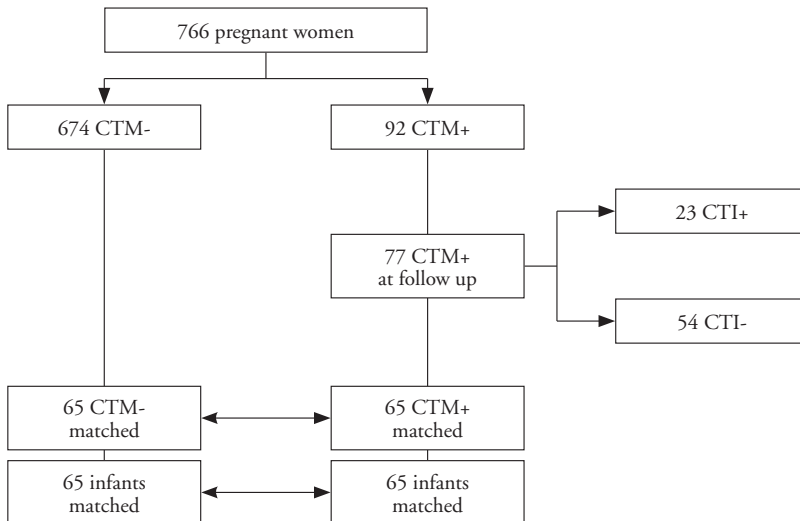 766 pregnant women
674 CTM-
92 CTM+
23 CTI+
77 CTM+
at follow up
54 CTI-
65 CTM-
matched
65 CTM+
matched
65 infants
matched
65 infants
matched